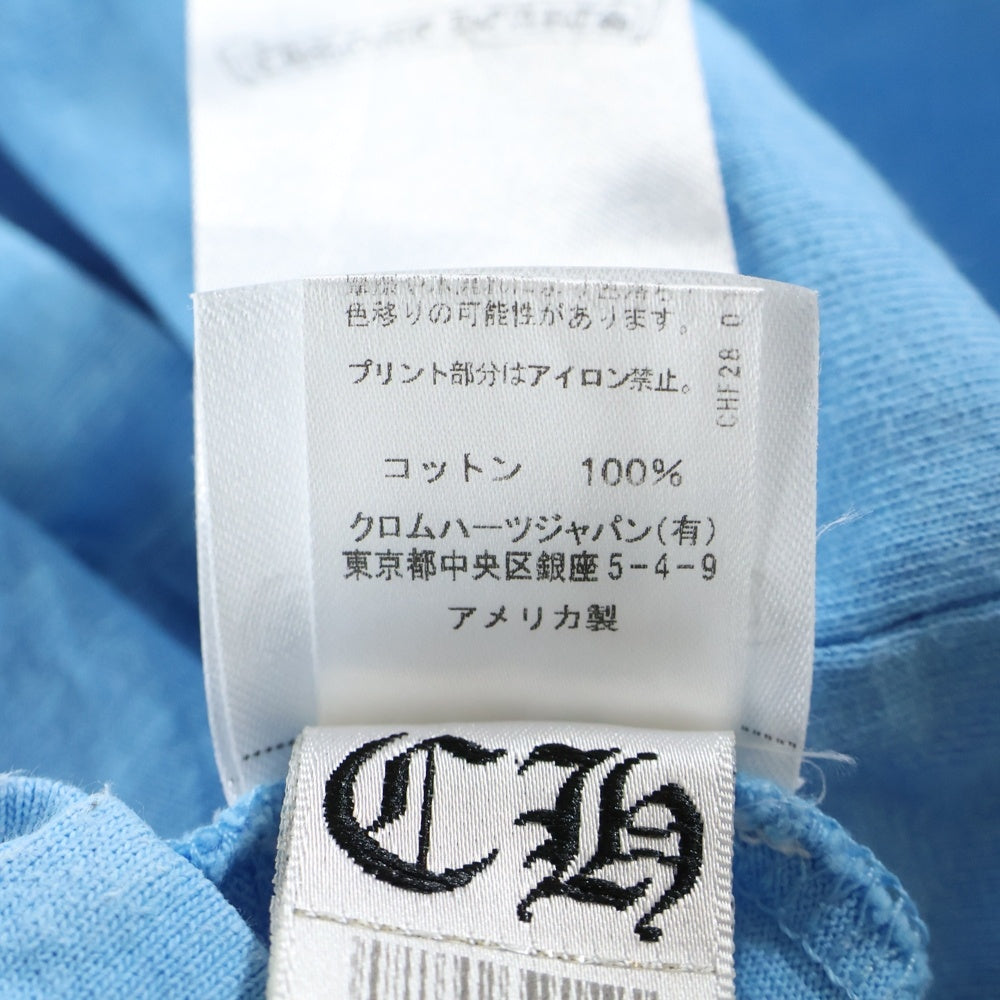 色移りの可能性があります。
プリント部分はアイロン禁止。
CHF28
コットン 100%
クロムハーツジャパン(有)
東京都中央区銀座5-4-9
アメリカ製
CH